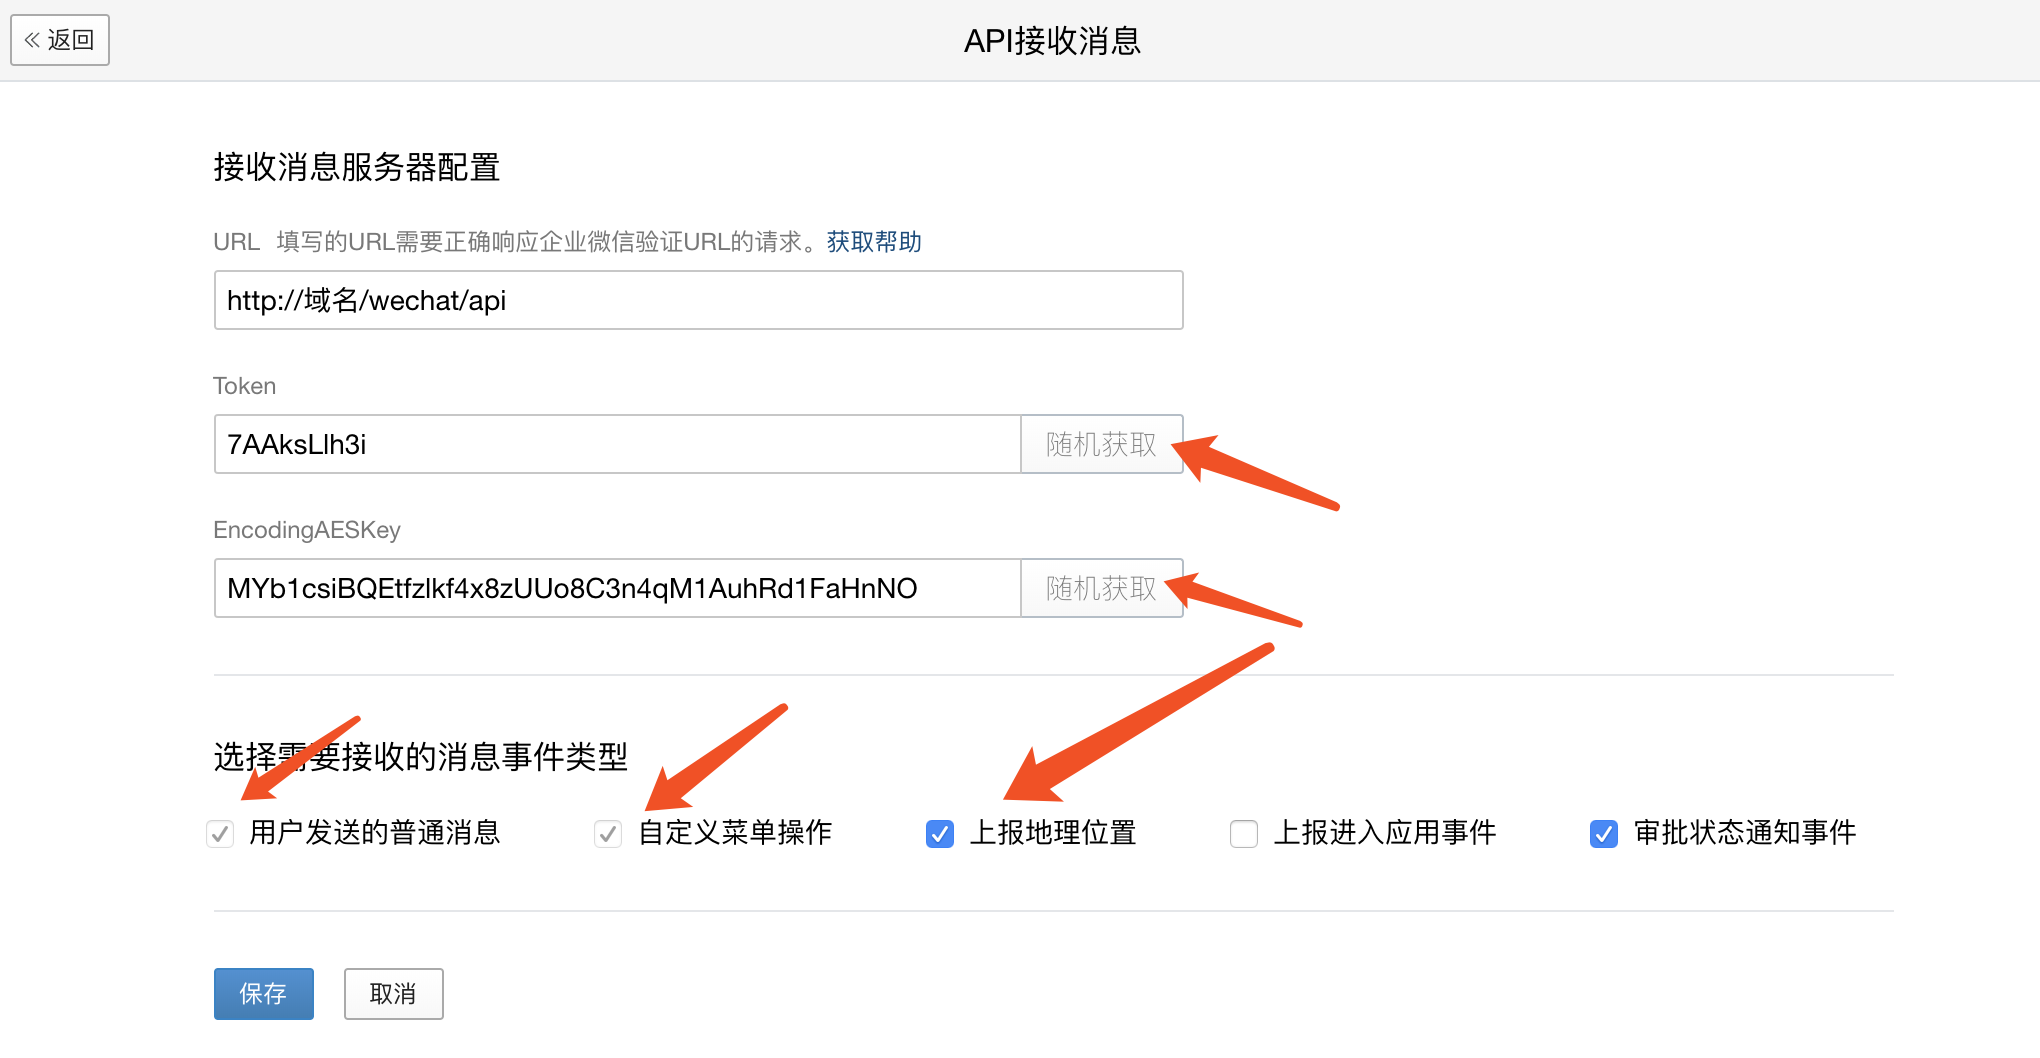 返回
API接收消息
接收消息服务器配置
URL 填写的URL需要正确响应企业微信验证URL的请求。获取帮助
http://域名/wechat/api
Token
7AAksLlh3i 随机获取
EncodingAESKey
MYb1csiBQEtfzlkf4x8zUUo8C3n4qM1AuhRd1FaHnNO 随机获取
选择需要接收的消息事件类型
用户发送的普通消息 自定义菜单操作 上报地理位置 上报进入应用事件 审批状态通知事件
保存 取消